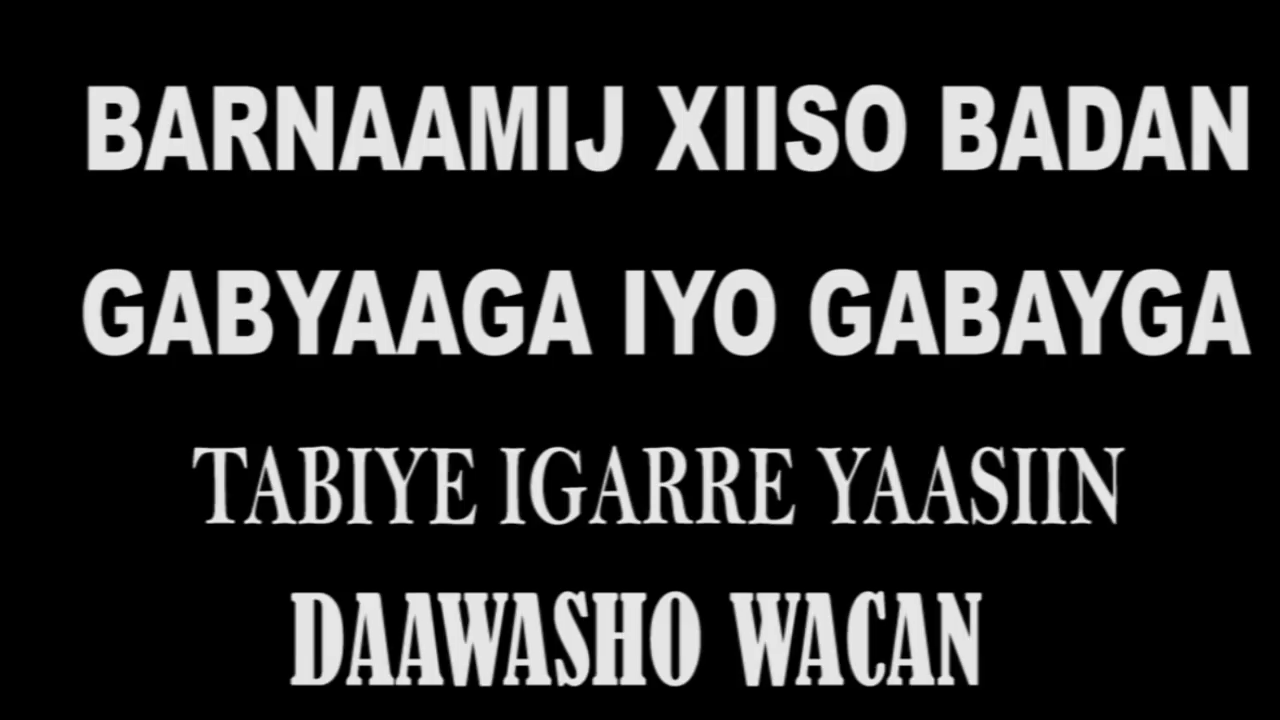 BARNAAMIJ XIISO BADAN
GABYAAGA IYO GABAYGA
TABIYE IGARRE YAASIIN
DAAWASHO WACAN